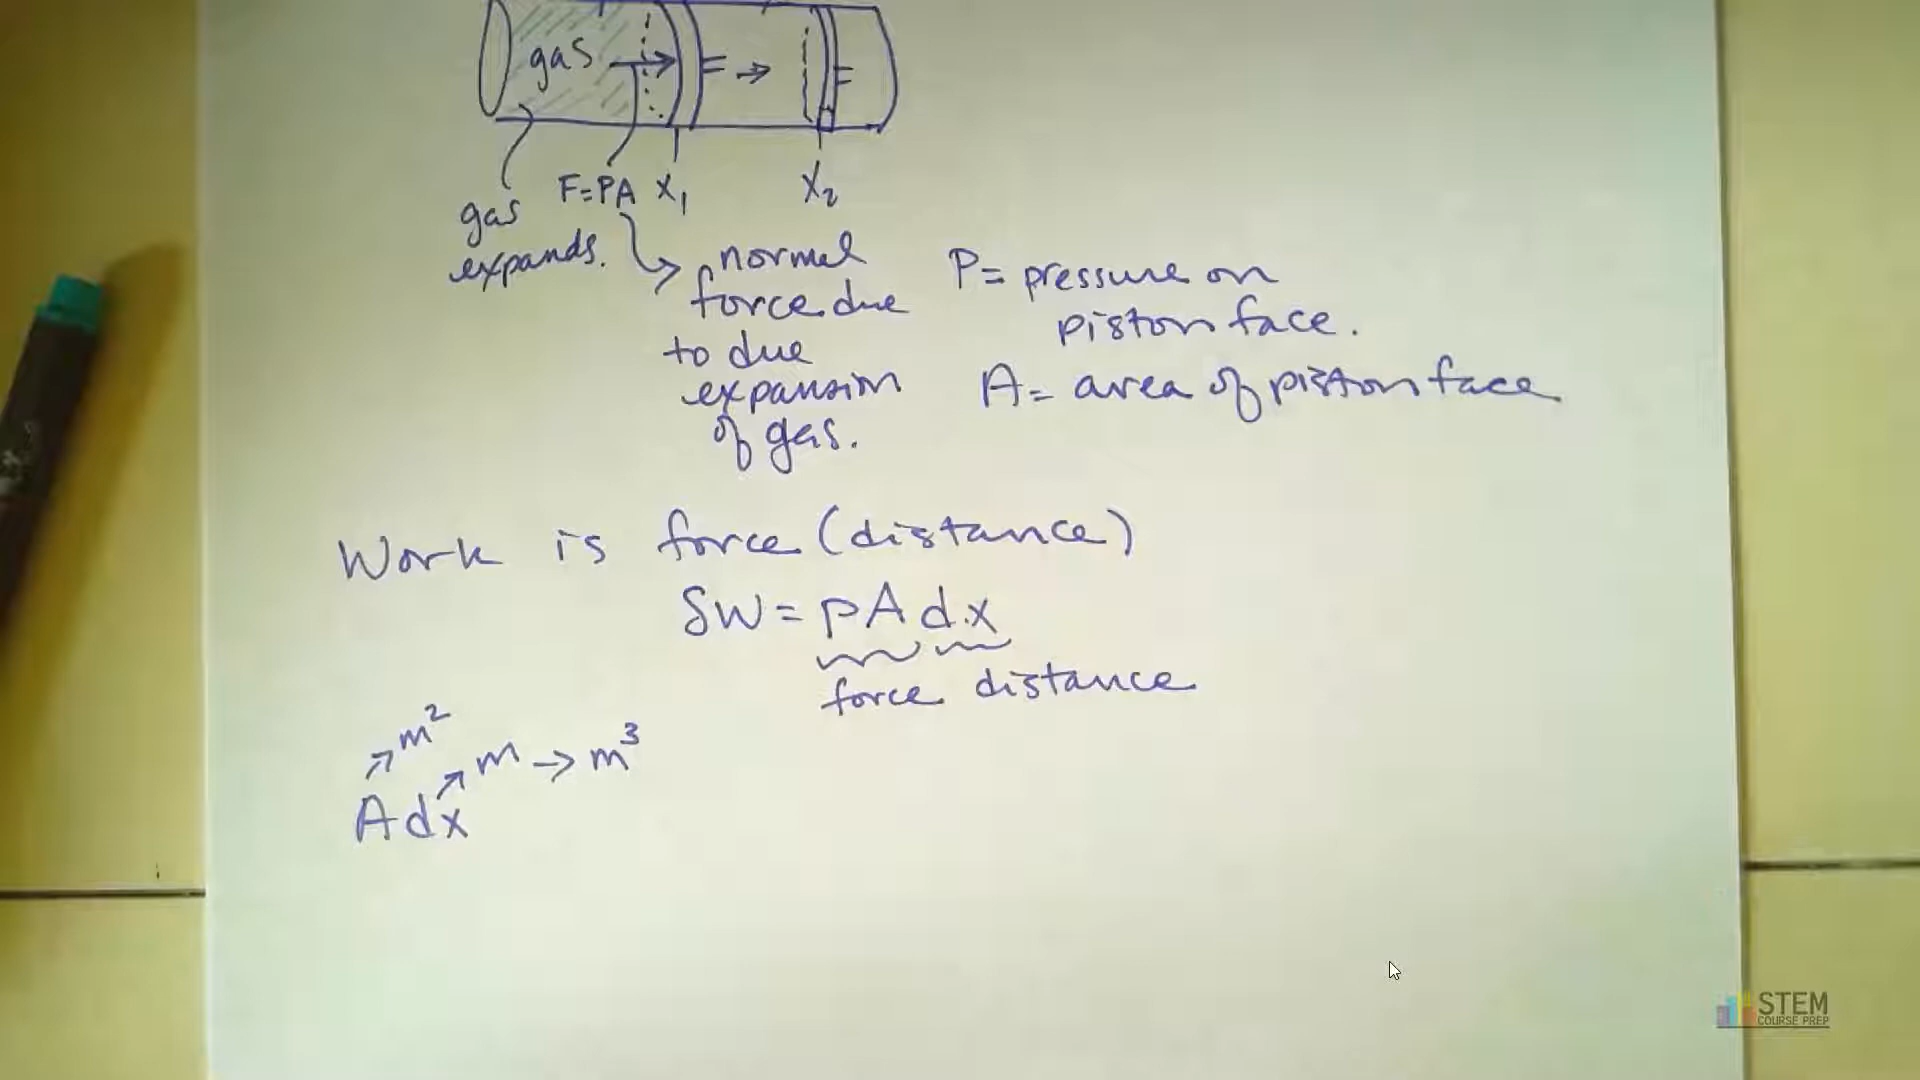 gas
F=PA x₁ x₂
gas
expands.
normal
force due
to due
expansion
of gas.
P= pressure on
piston face.
A= area of piston face
Work is force (distance)
δW= pAdx
force distance
m²
m → m³
Adx
STEM
COURSE PREP